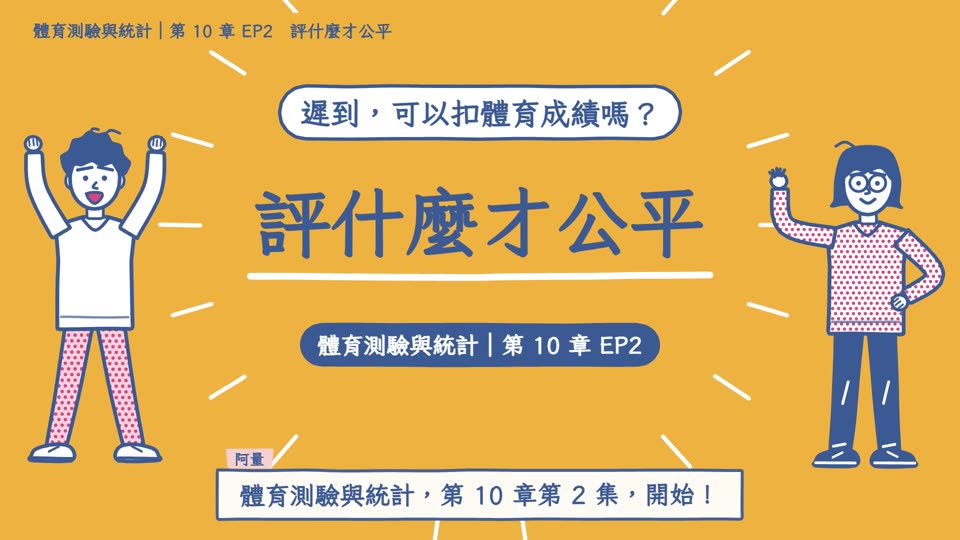 體育測驗與統計｜第 10 章 EP2　評什麼才公平
遲到，可以扣體育成績嗎？
評什麼才公平
體育測驗與統計｜第 10 章 EP2
阿量
體育測驗與統計，第 10 章第 2 集，開始！